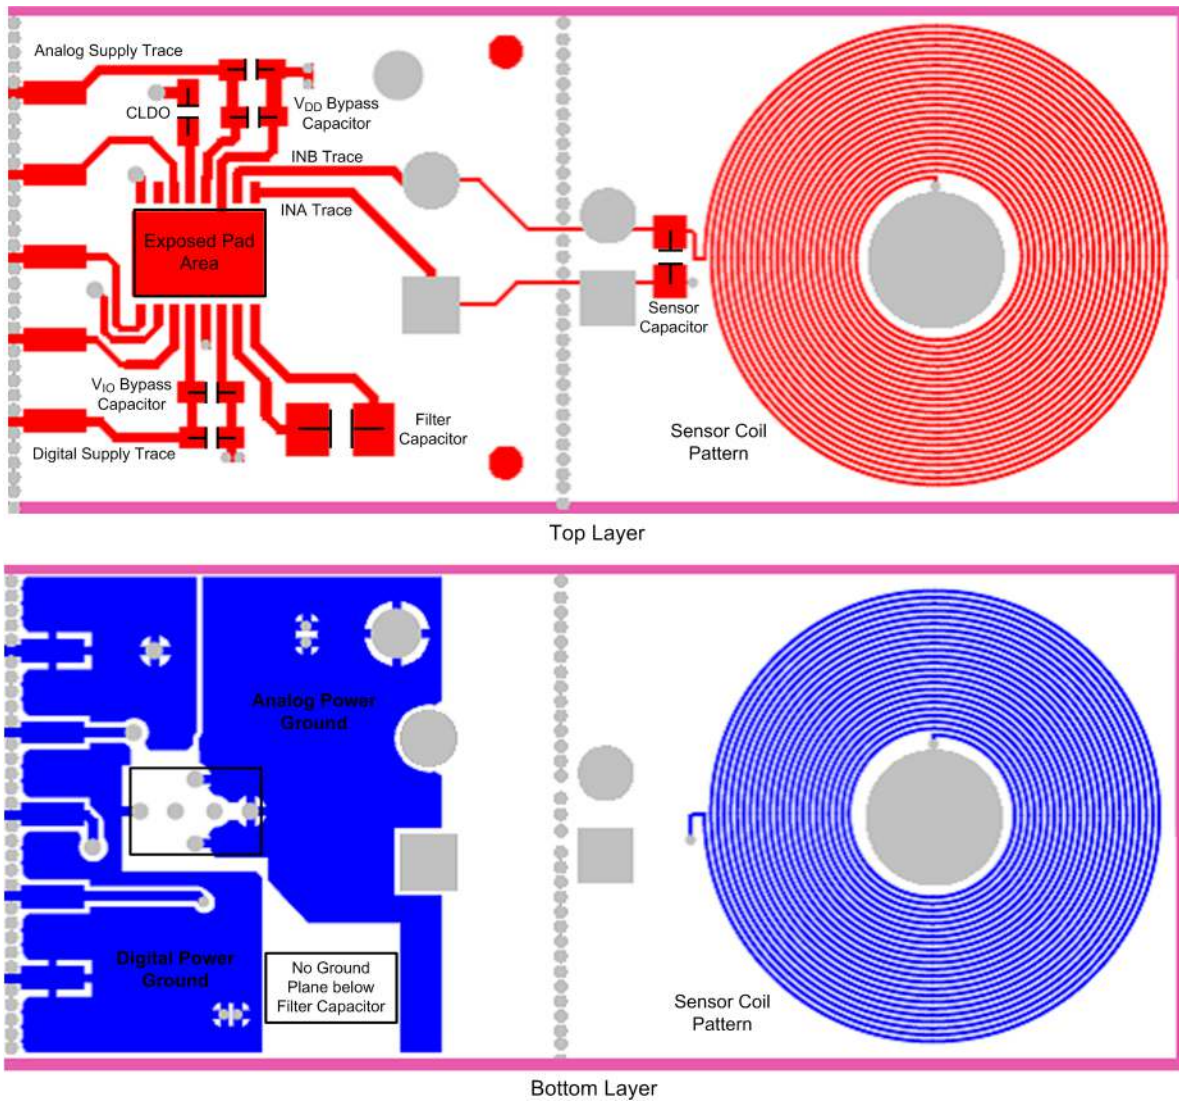 Analog Supply Trace
CLDO
VDD Bypass
Capacitor
INB Trace
INA Trace
Exposed Pad
Area
Sensor
Capacitor
VIO Bypass
Capacitor
Filter
Capacitor
Digital Supply Trace
Sensor Coil
Pattern
Top Layer
Analog Power
Ground
Digital Power
Ground
No Ground
Plane below
Filter Capacitor
Sensor Coil
Pattern
Bottom Layer